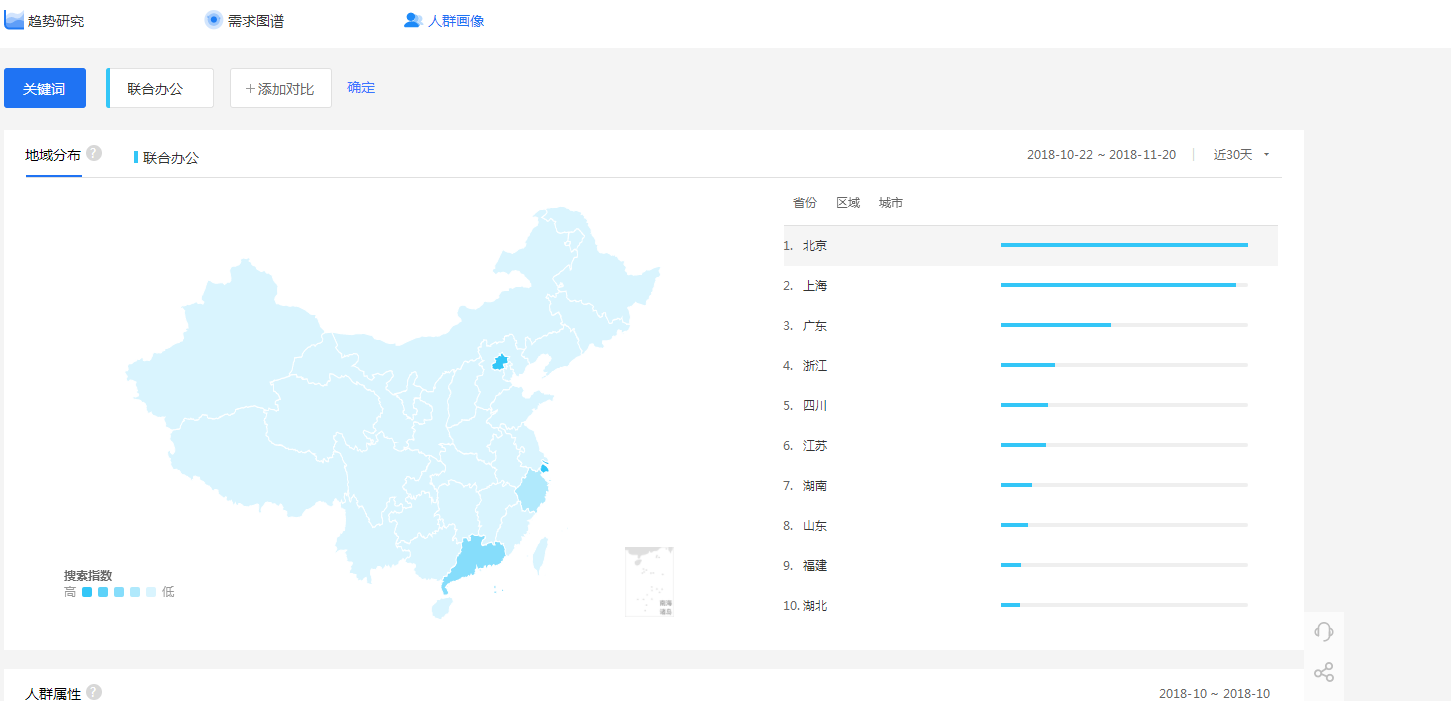 趋势研究 需求图谱 人群画像
关键词 联合办公 +添加对比 确定
地域分布 ? 联合办公 2018-10-22 ~ 2018-11-20 近30天
省份 区域 城市
1. 北京
2. 上海
3. 广东
4. 浙江
5. 四川
6. 江苏
7. 湖南
8. 山东
9. 福建
10. 湖北
搜索指数
高 低
南海
诸岛
人群属性 ? 2018-10 ~ 2018-10